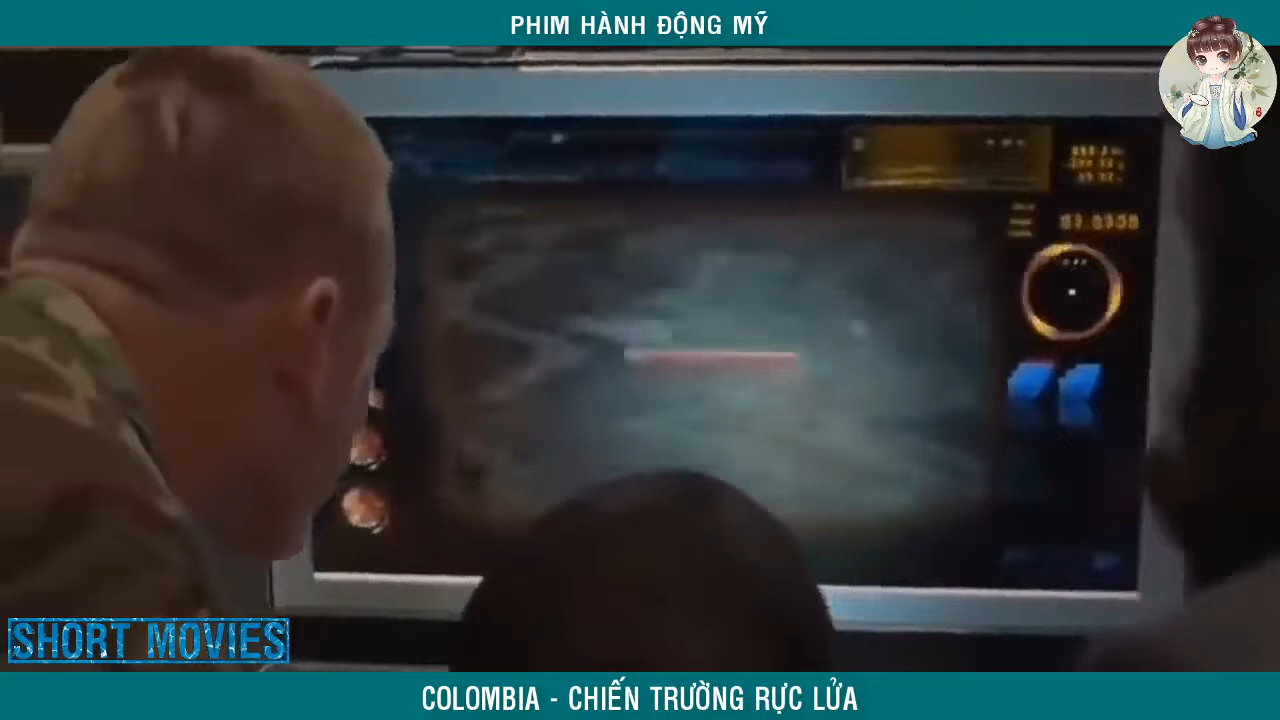 PHIM HÀNH ĐỘNG MỸ
SHORT MOVIES
COLOMBIA - CHIẾN TRƯỜNG RỰC LỬA